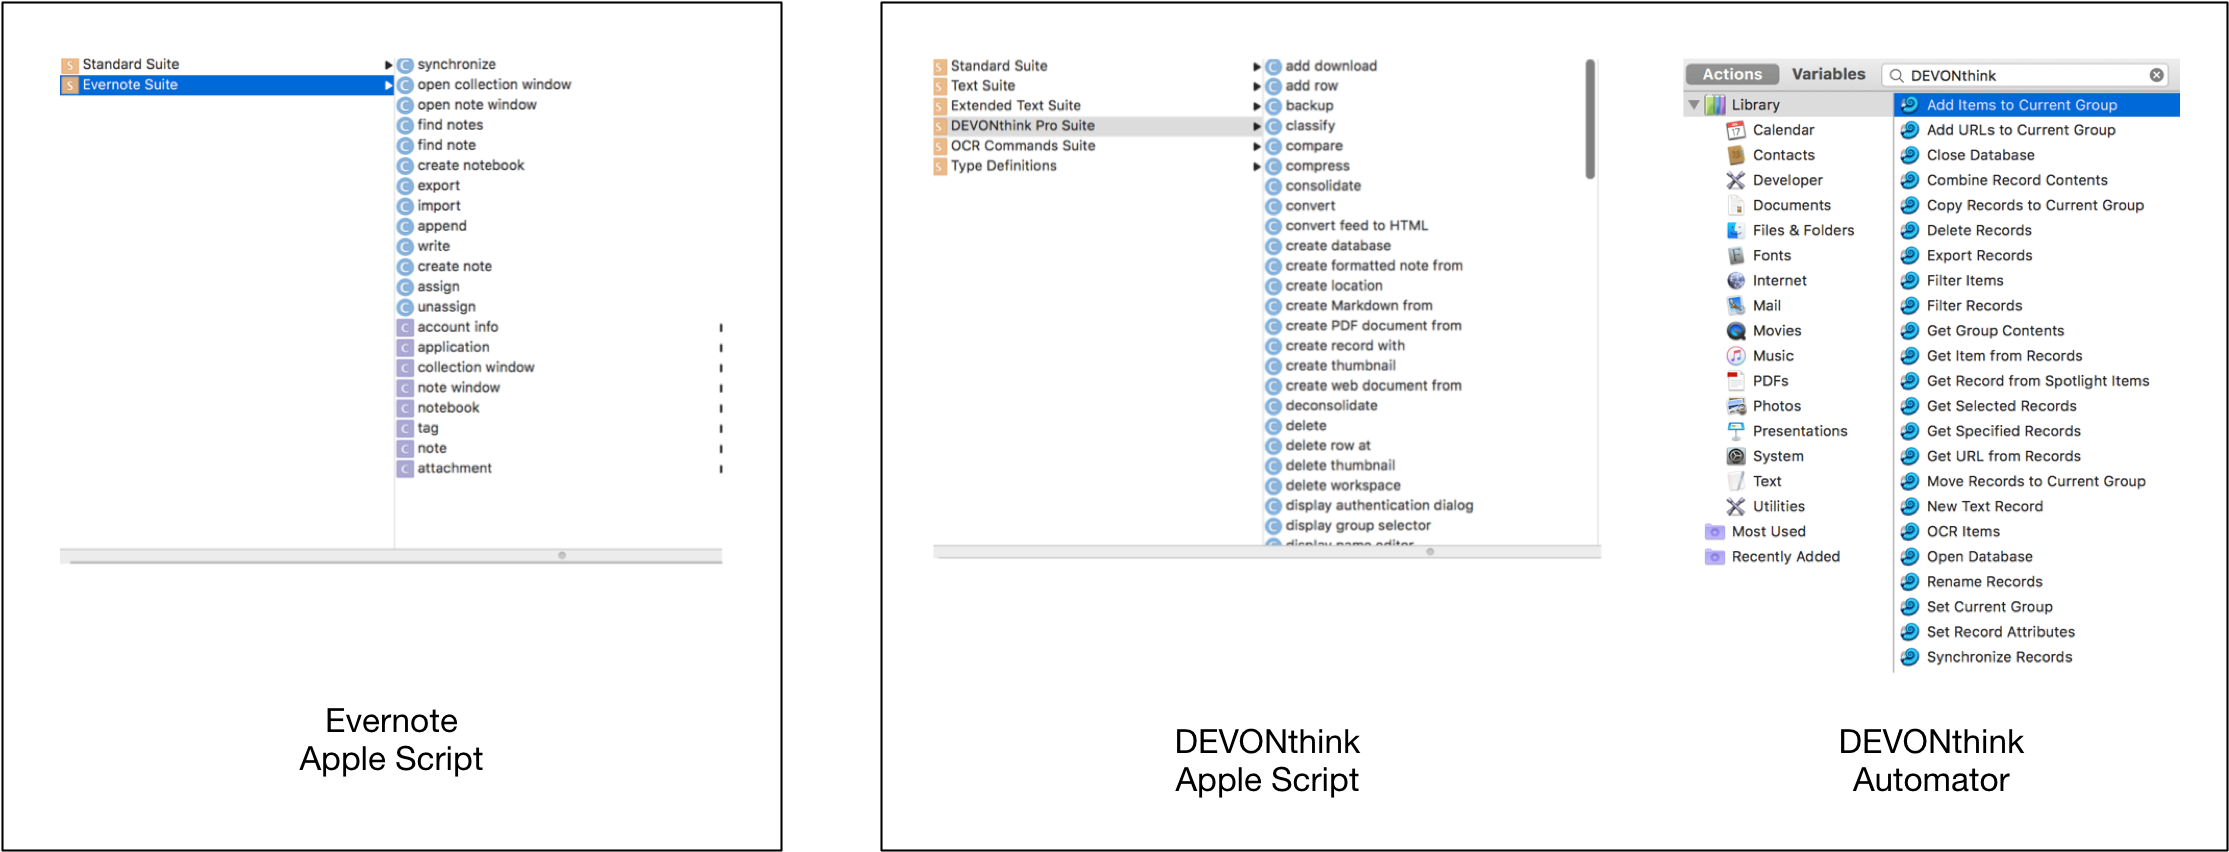 Standard Suite
Evernote Suite
synchronize
open collection window
open note window
find notes
find note
create notebook
export
import
append
write
create note
assign
unassign
account info
application
collection window
note window
notebook
tag
note
attachment
Evernote
Apple Script
Standard Suite
Text Suite
Extended Text Suite
DEVONthink Pro Suite
OCR Commands Suite
Type Definitions
add download
add row
backup
classify
compare
compress
consolidate
convert
convert feed to HTML
create database
create formatted note from
create location
create Markdown from
create PDF document from
create record with
create thumbnail
create web document from
deconsolidate
delete
delete row at
delete thumbnail
delete workspace
display authentication dialog
display group selector
display name editor
DEVONthink
Apple Script
Actions Variables DEVONthink
Library
Calendar
Contacts
Developer
Documents
Files & Folders
Fonts
Internet
Mail
Movies
Music
PDFs
Photos
Presentations
System
Text
Utilities
Most Used
Recently Added
Add Items to Current Group
Add URLs to Current Group
Close Database
Combine Record Contents
Copy Records to Current Group
Delete Records
Export Records
Filter Items
Filter Records
Get Group Contents
Get Item from Records
Get Record from Spotlight Items
Get Selected Records
Get Specified Records
Get URL from Records
Move Records to Current Group
New Text Record
OCR Items
Open Database
Rename Records
Set Current Group
Set Record Attributes
Synchronize Records
DEVONthink
Automator